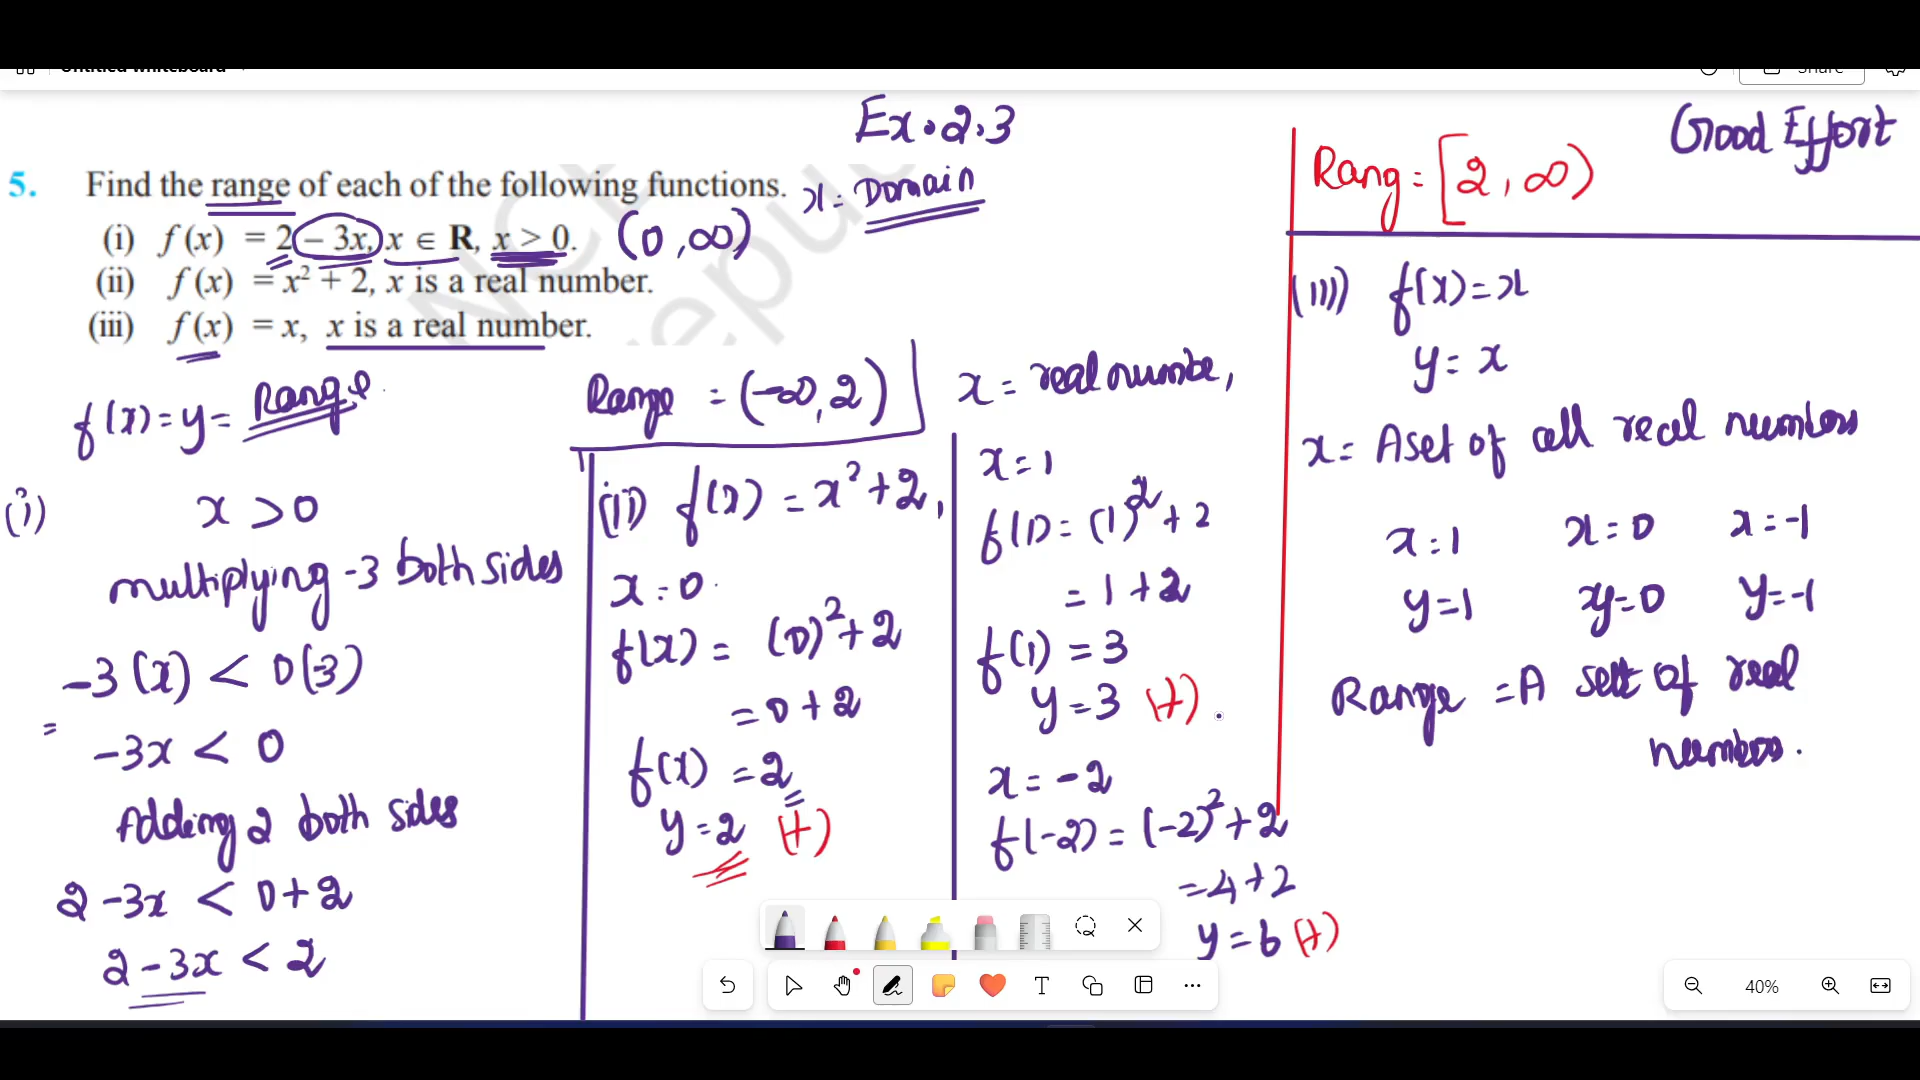 Untitled whiteboard
Share
Ex.2.3
Good Effort
5. Find the range of each of the following functions.
x = Domain
(i) f(x) = 2 – 3x, x ∈ R, x > 0.
(0,∞)
(ii) f(x) = x² + 2, x is a real number.
(iii) f(x) = x, x is a real number.
f(x) = y = Range
(i) x > 0
multiplying -3 both sides
-3(x) < 0(-3)
=
-3x < 0
Adding 2 both sides
2 -3x < 0+2
2 -3x < 2
Range = (-∞,2)
(ii) f(x) = x²+2,
x = 0
f(x) = (0)²+2
= 0+2
f(x) = 2
y = 2 (+)
x = real numbe,
x = 1
f(1) = (1)²+2
= 1+2
f(1) = 3
y = 3 (+)
x = -2
f(-2) = (-2)²+2
= 4+2
y = 6 (+)
Rang = [2,∞)
(iii) f(x) = x
y = x
x = A set of all real numbers
x = 1 x = 0 x = -1
y = 1 y = 0 y = -1
Range = A set of real
numbers.
40%